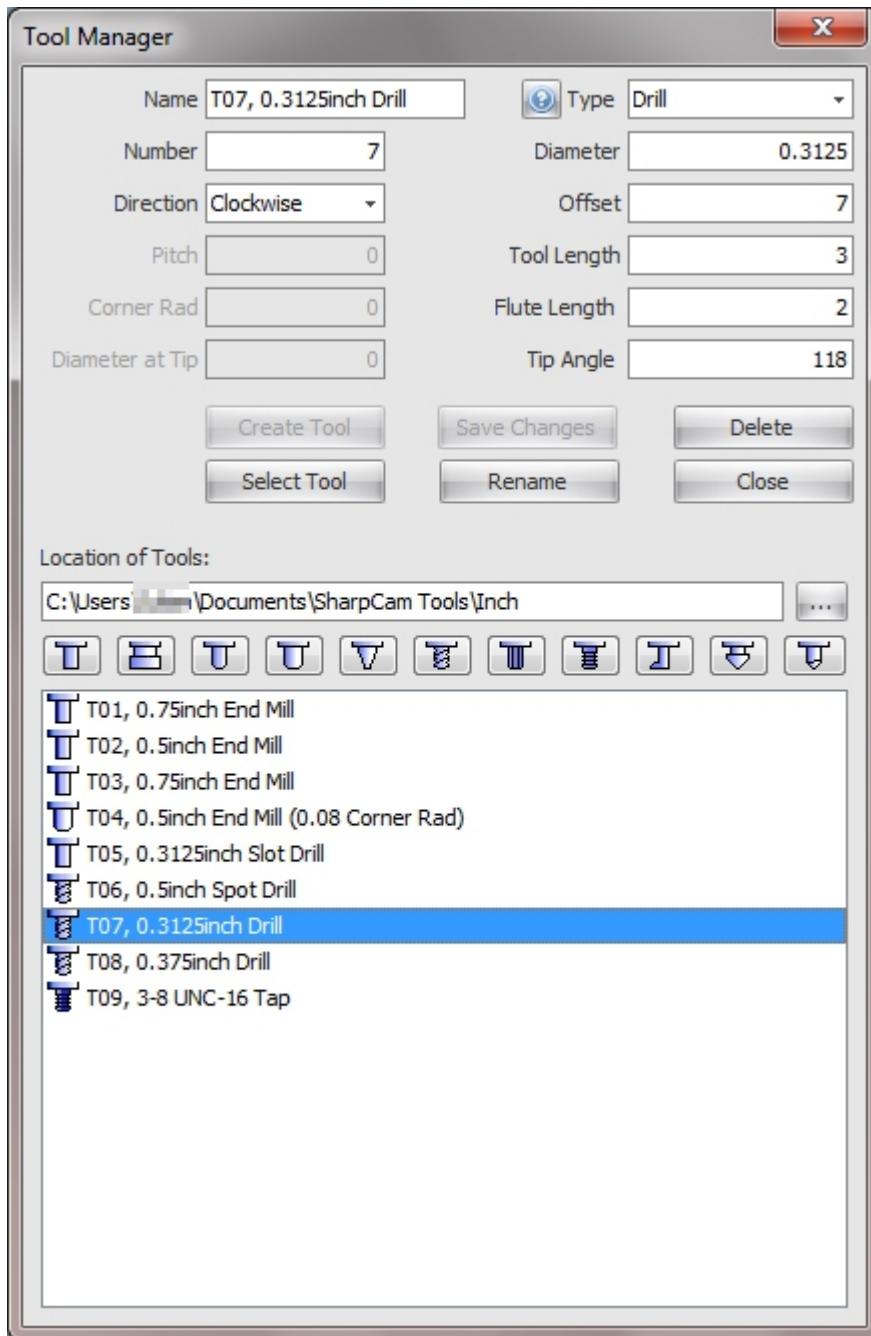 Tool Manager
Name T07, 0.3125inch Drill Type Drill
Number 7 Diameter 0.3125
Direction Clockwise Offset 7
Pitch 0 Tool Length 3
Corner Rad 0 Flute Length 2
Diameter at Tip 0 Tip Angle 118
Create Tool Save Changes Delete
Select Tool Rename Close
Location of Tools:
C:\Users\ \Documents\SharpCam Tools\Inch ...
T01, 0.75inch End Mill
T02, 0.5inch End Mill
T03, 0.75inch End Mill
T04, 0.5inch End Mill (0.08 Corner Rad)
T05, 0.3125inch Slot Drill
T06, 0.5inch Spot Drill
T07, 0.3125inch Drill
T08, 0.375inch Drill
T09, 3-8 UNC-16 Tap